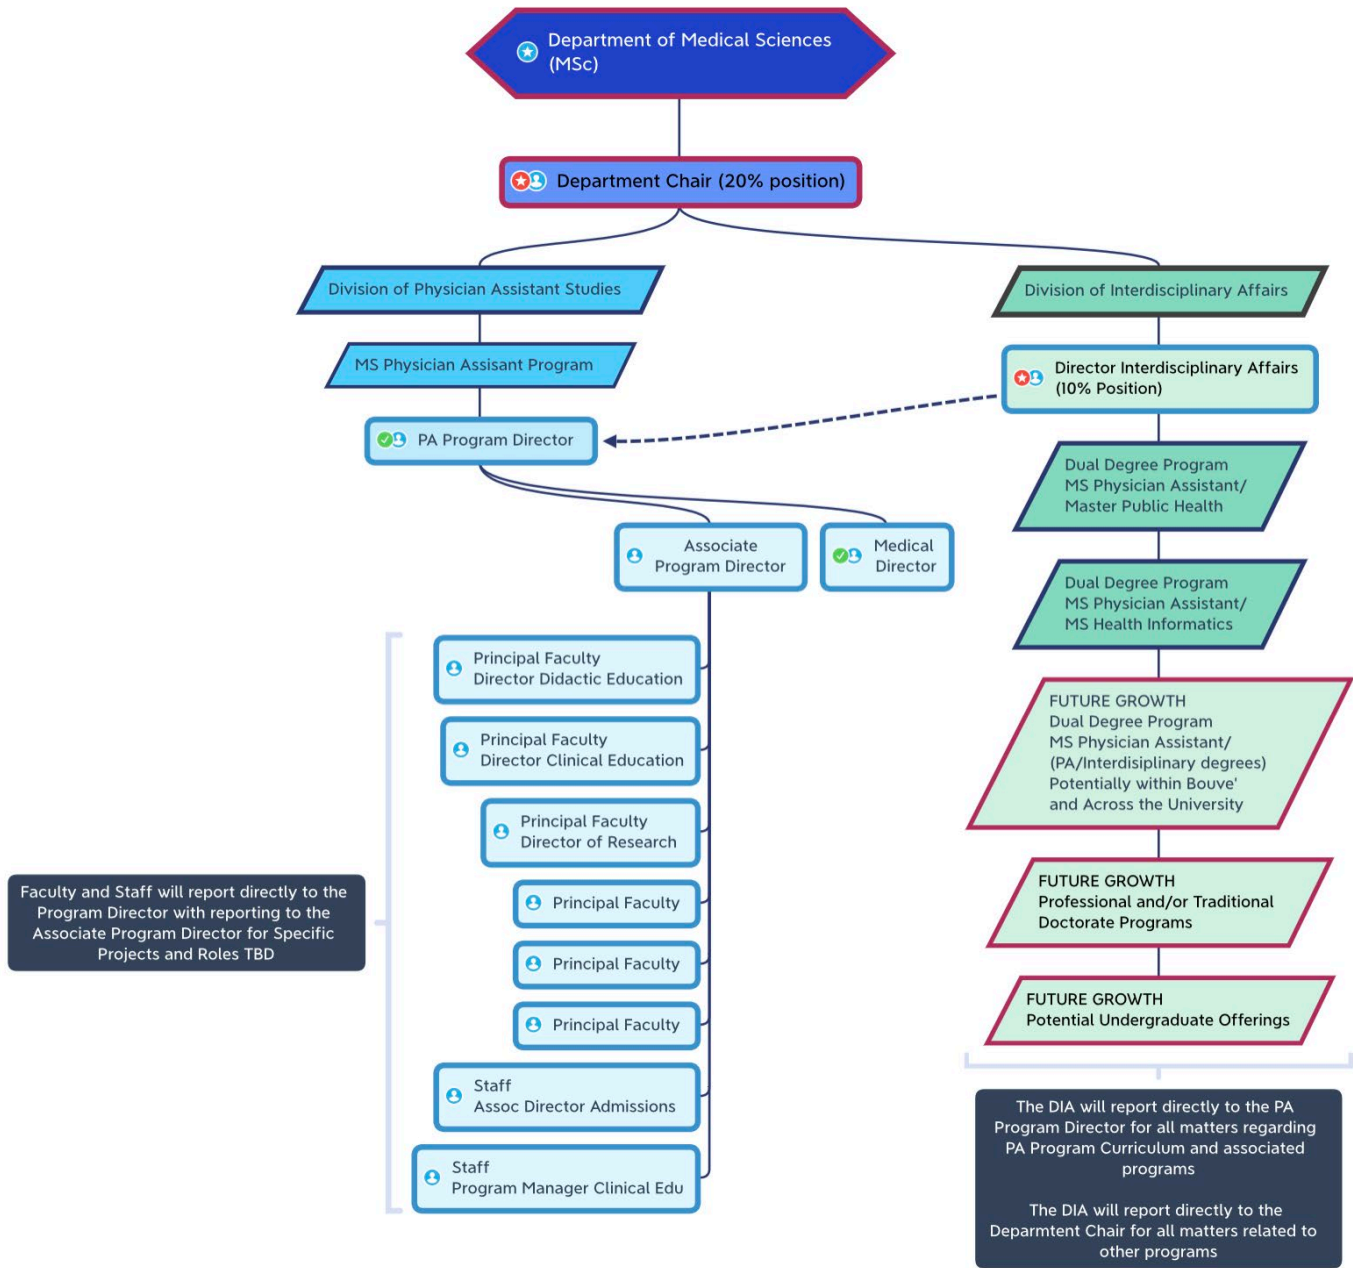 Department of Medical Sciences
(MSc)
Department Chair (20% position)
Division of Physician Assistant Studies
Division of Interdisciplinary Affairs
MS Physician Assisant Program
Director Interdisciplinary Affairs
(10% Position)
PA Program Director
Dual Degree Program
MS Physician Assistant/
Master Public Health
Associate
Program Director
Medical
Director
Dual Degree Program
MS Physician Assistant/
MS Health Informatics
Principal Faculty
Director Didactic Education
Principal Faculty
Director Clinical Education
Principal Faculty
Director of Research
Principal Faculty
Principal Faculty
Principal Faculty
Staff
Assoc Director Admissions
Staff
Program Manager Clinical Edu
Faculty and Staff will report directly to the
Program Director with reporting to the
Associate Program Director for Specific
Projects and Roles TBD
FUTURE GROWTH
Dual Degree Program
MS Physician Assistant/
(PA/Interdisiplinary degrees)
Potentially within Bouve'
and Across the University
FUTURE GROWTH
Professional and/or Traditional
Doctorate Programs
FUTURE GROWTH
Potential Undergraduate Offerings
The DIA will report directly to the PA
Program Director for all matters regarding
PA Program Curriculum and associated
programs
The DIA will report directly to the
Deparmtent Chair for all matters related to
other programs